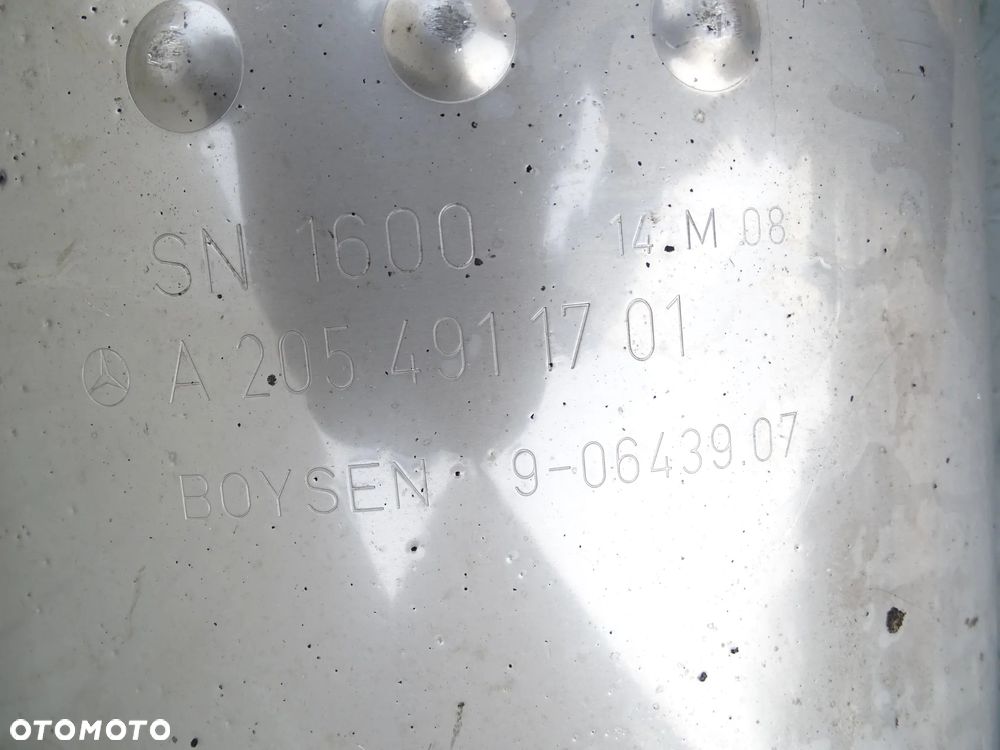 SN 1600 14 M 08
A 205 491 17 01
BOYSEN 9-06439.07
OTOMOTO